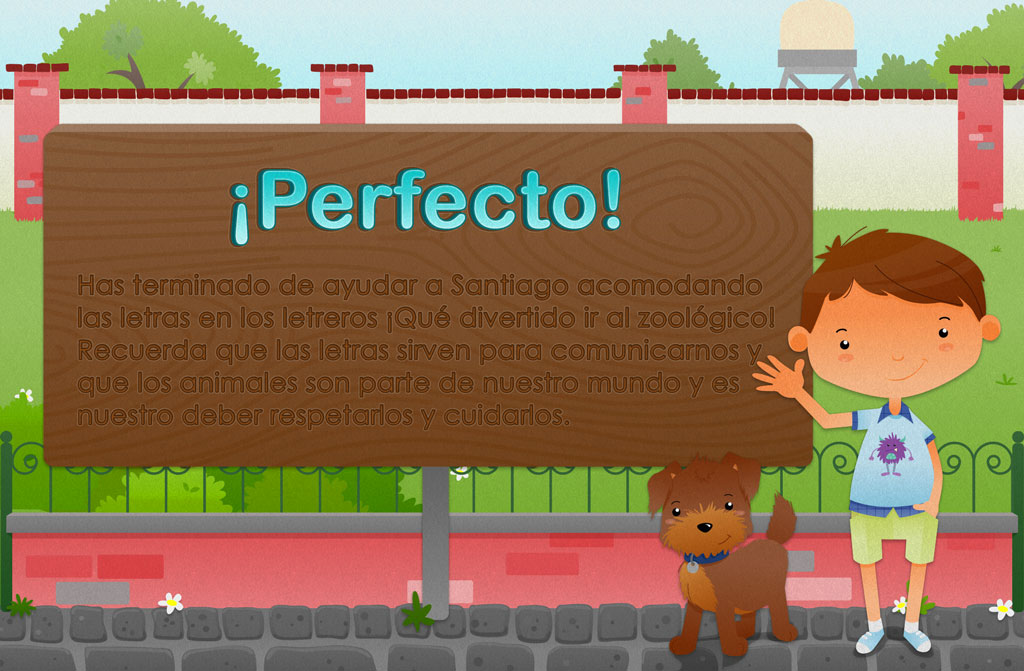 ¡Perfecto!
Has terminado de ayudar a Santiago acomodando
las letras en los letreros ¡Qué divertido ir al zoológico!
Recuerda que las letras sirven para comunicarnos y
que los animales son parte de nuestro mundo y es
nuestro deber respetarlos y cuidarlos.